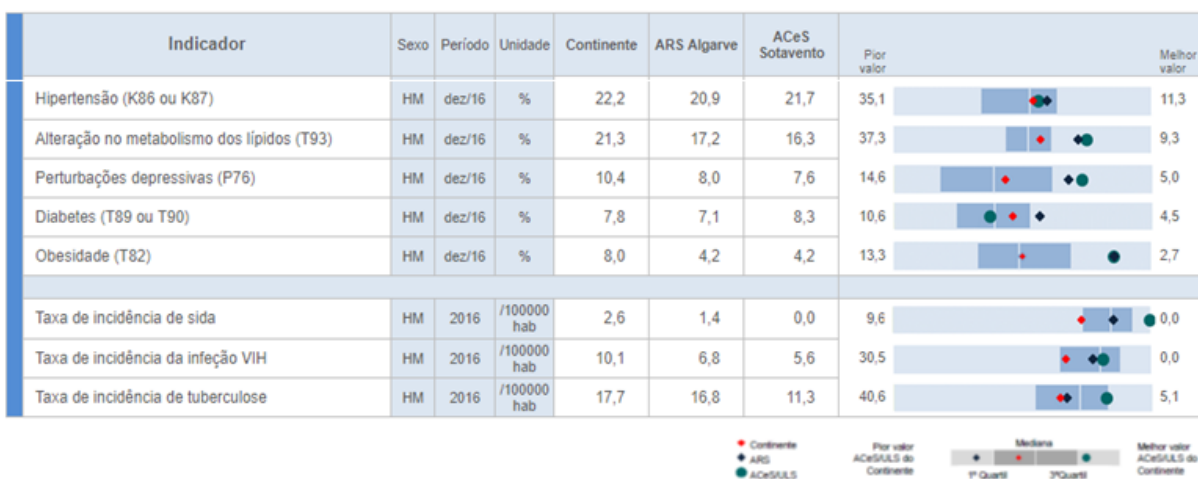 Indicador Sexo Período Unidade Continente ARS Algarve ACeS Sotavento Pior valor Melhor valor
Hipertensão (K86 ou K87) HM dez/16 % 22,2 20,9 21,7 35,1 11,3
Alteração no metabolismo dos lípidos (T93) HM dez/16 % 21,3 17,2 16,3 37,3 9,3
Perturbações depressivas (P76) HM dez/16 % 10,4 8,0 7,6 14,6 5,0
Diabetes (T89 ou T90) HM dez/16 % 7,8 7,1 8,3 10,6 4,5
Obesidade (T82) HM dez/16 % 8,0 4,2 4,2 13,3 2,7
Taxa de incidência de sida HM 2016 /100000 hab 2,6 1,4 0,0 9,6 0,0
Taxa de incidência da infeção VIH HM 2016 /100000 hab 10,1 6,8 5,6 30,5 0,0
Taxa de incidência de tuberculose HM 2016 /100000 hab 17,7 16,8 11,3 40,6 5,1
Continente
ARS
ACeS/ULS
Pior valor
ACeS/ULS do
Continente
Mediana
1º Quartil 3ºQuartil
Melhor valor
ACeS/ULS do
Continente